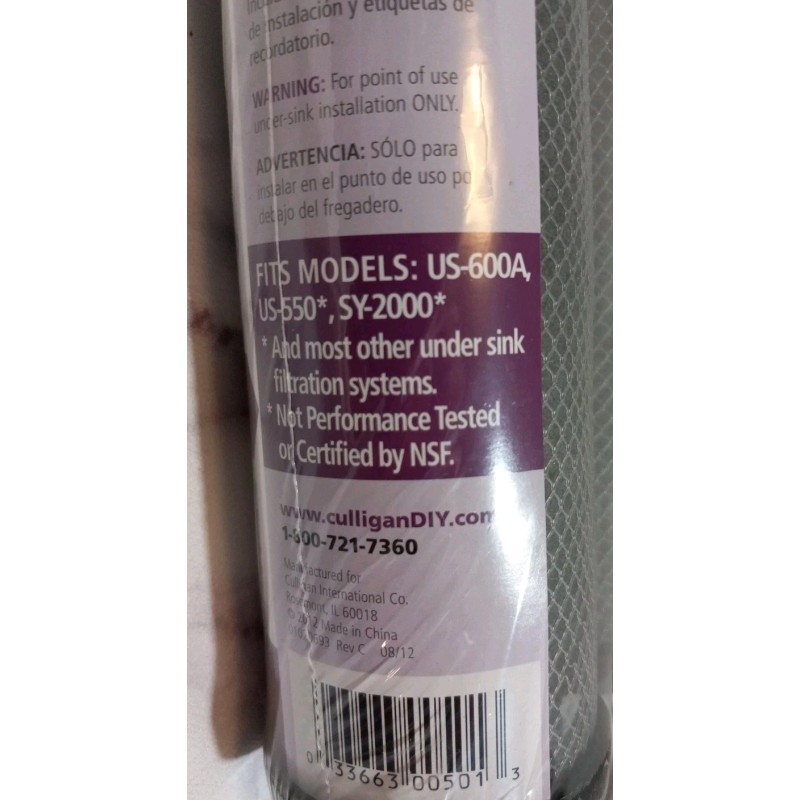 de instalación y etiquetas de
recordatorio.
WARNING: For point of use
under-sink installation ONLY.
ADVERTENCIA: SÓLO para
instalar en el punto de uso po
debajo del fregadero.
FITS MODELS: US-600A,
US-550*, SY-2000*
* And most other under sink
filtration systems.
* Not Performance Tested
or Certified by NSF.
www.culliganDIY.com
1-800-721-7360
Manufactured for
Culligan International Co.
Rosemont, IL 60018
© 2012 Made in China
Rev C 08/12
0 33663 00501 3